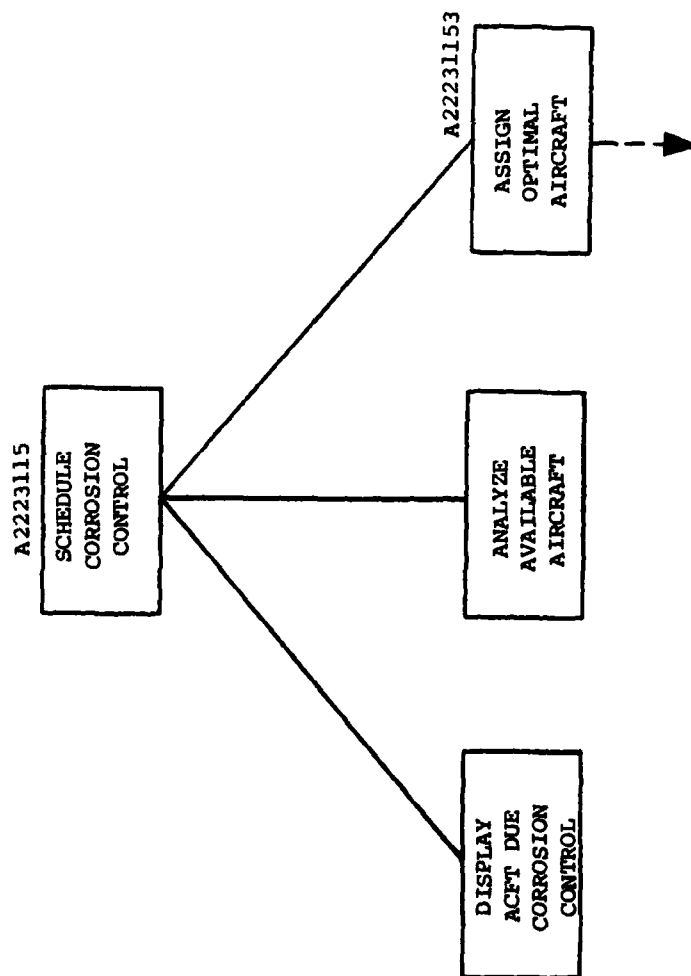 A2223115
SCHEDULE
CORROSION
CONTROL
DISPLAY
ACFT DUE
CORROSION
CONTROL
ANALYZE
AVAILABLE
AIRCRAFT
A22231153
ASSIGN
OPTIMAL
AIRCRAFT